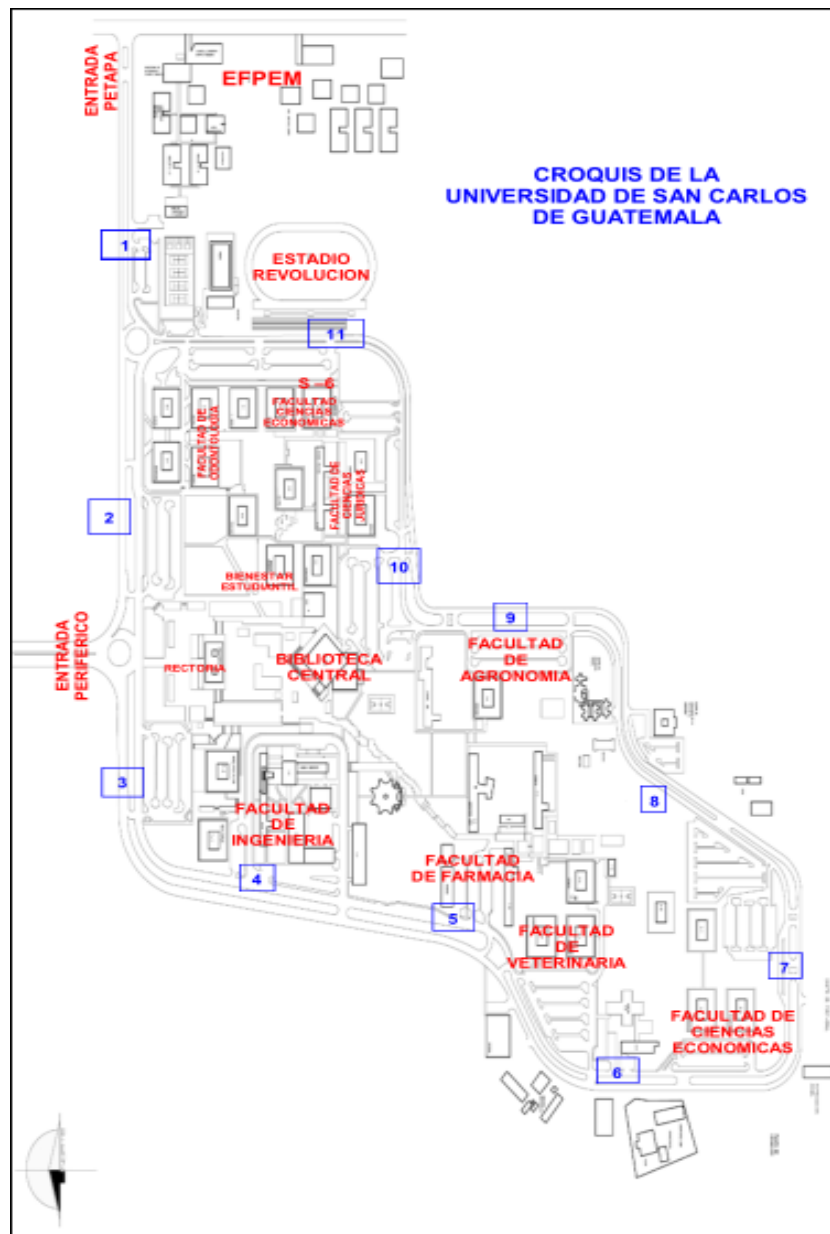 ENTRADA
PETAPA
EFPEM
CROQUIS DE LA
UNIVERSIDAD DE SAN CARLOS
DE GUATEMALA
1
ESTADIO
REVOLUCION
11
S -6
FACULTAD
CIENCIAS
ECONOMICAS
FACULTAD DE
ODONTOLOGIA
FACULTAD DE
CIENCIAS
JURIDICAS
2
10
BIENESTAR
ESTUDIANTIL
9
ENTRADA
PERIFERICO
RECTORIA
BIBLIOTECA
CENTRAL
FACULTAD
DE
AGRONOMIA
3
8
FACULTAD
DE
INGENIERIA
4
FACULTAD
DE FARMACIA
5
FACULTAD
DE
VETERINARIA
7
FACULTAD DE
CIENCIAS
ECONOMICAS
6